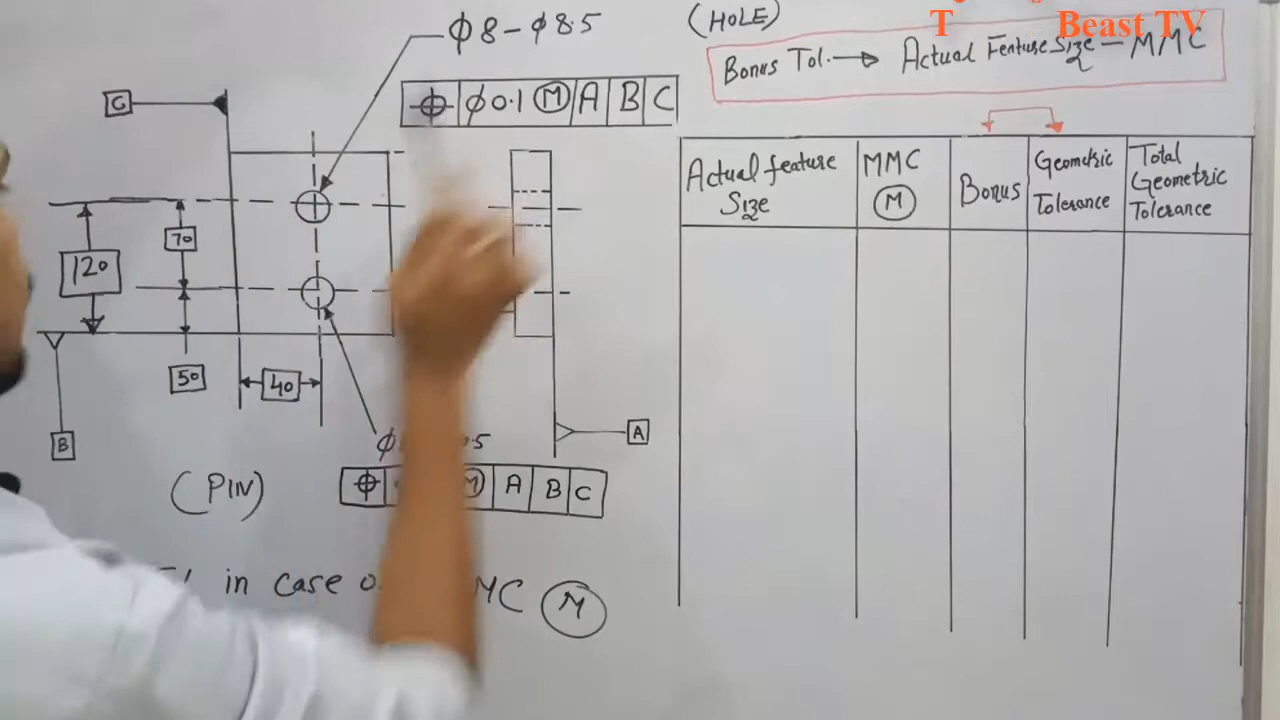 T Beast TV
(HOLE)
Bonus Tol. → Actual Feature Size – MMC
ϕ8 – ϕ8.5
⌖ ϕ0.1 Ⓜ A B C
C
70
120
50
40
B
A
.5
⌖ A B C
(PIN)
in case
MC Ⓜ
Actual feature Size
MMC Ⓜ
Bonus
Geometric Tolerance
Total Geometric Tolerance